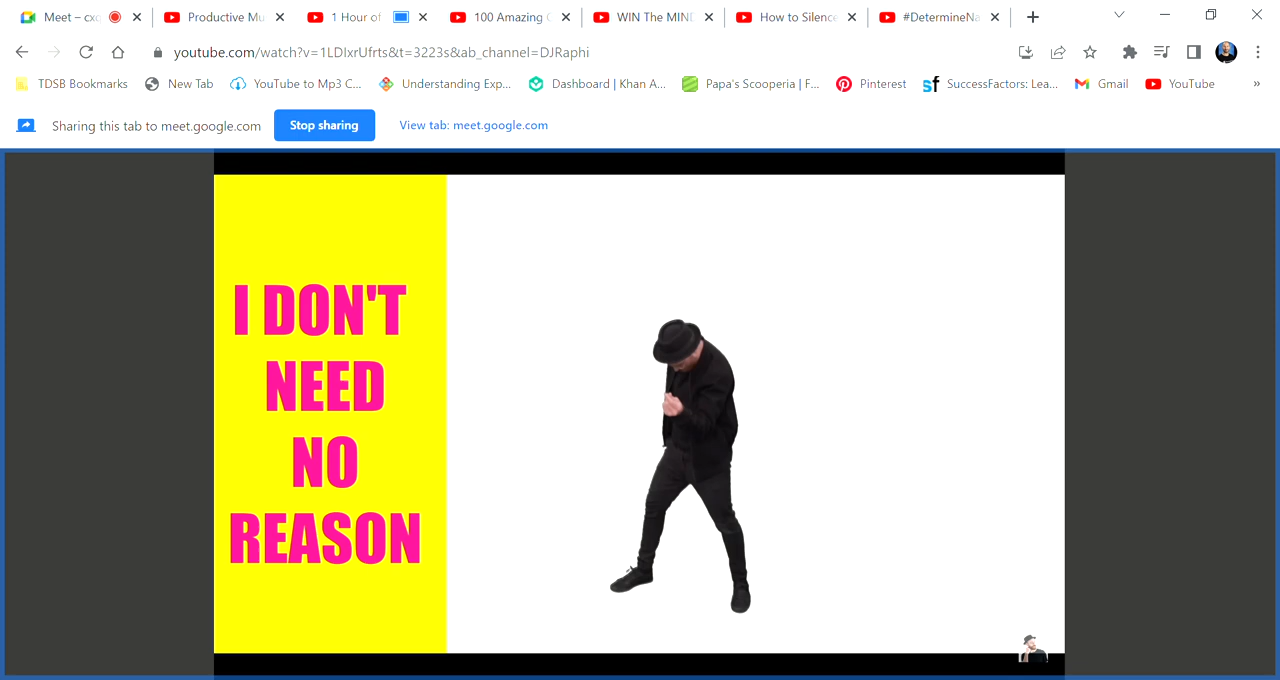 Meet – cxo
Productive Mu
1 Hour of
100 Amazing
WIN The MIND
How to Silence
#DetermineNa
youtube.com/watch?v=1LDIxrUfrts&t=3223s&ab_channel=DJRaphi
TDSB Bookmarks
New Tab
YouTube to Mp3 C...
Understanding Exp...
Dashboard | Khan A...
Papa's Scooperia | F...
Pinterest
sf
SuccessFactors: Lea...
Gmail
YouTube
»
Sharing this tab to meet.google.com
Stop sharing
View tab: meet.google.com
I DON'T
NEED
NO
REASON